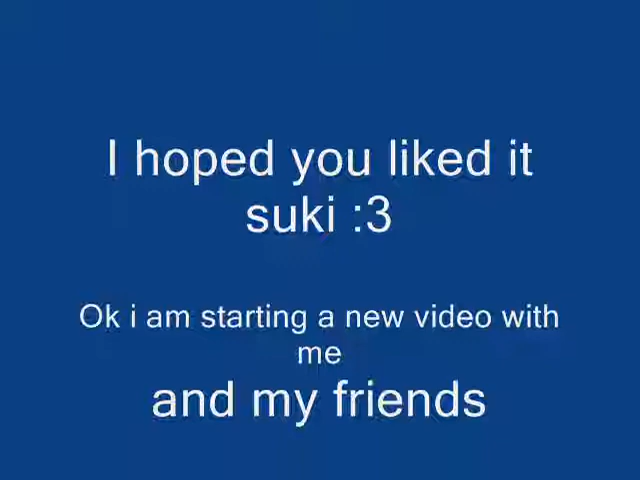 I hoped you liked it
suki :3
Ok i am starting a new video with
me
and my friends